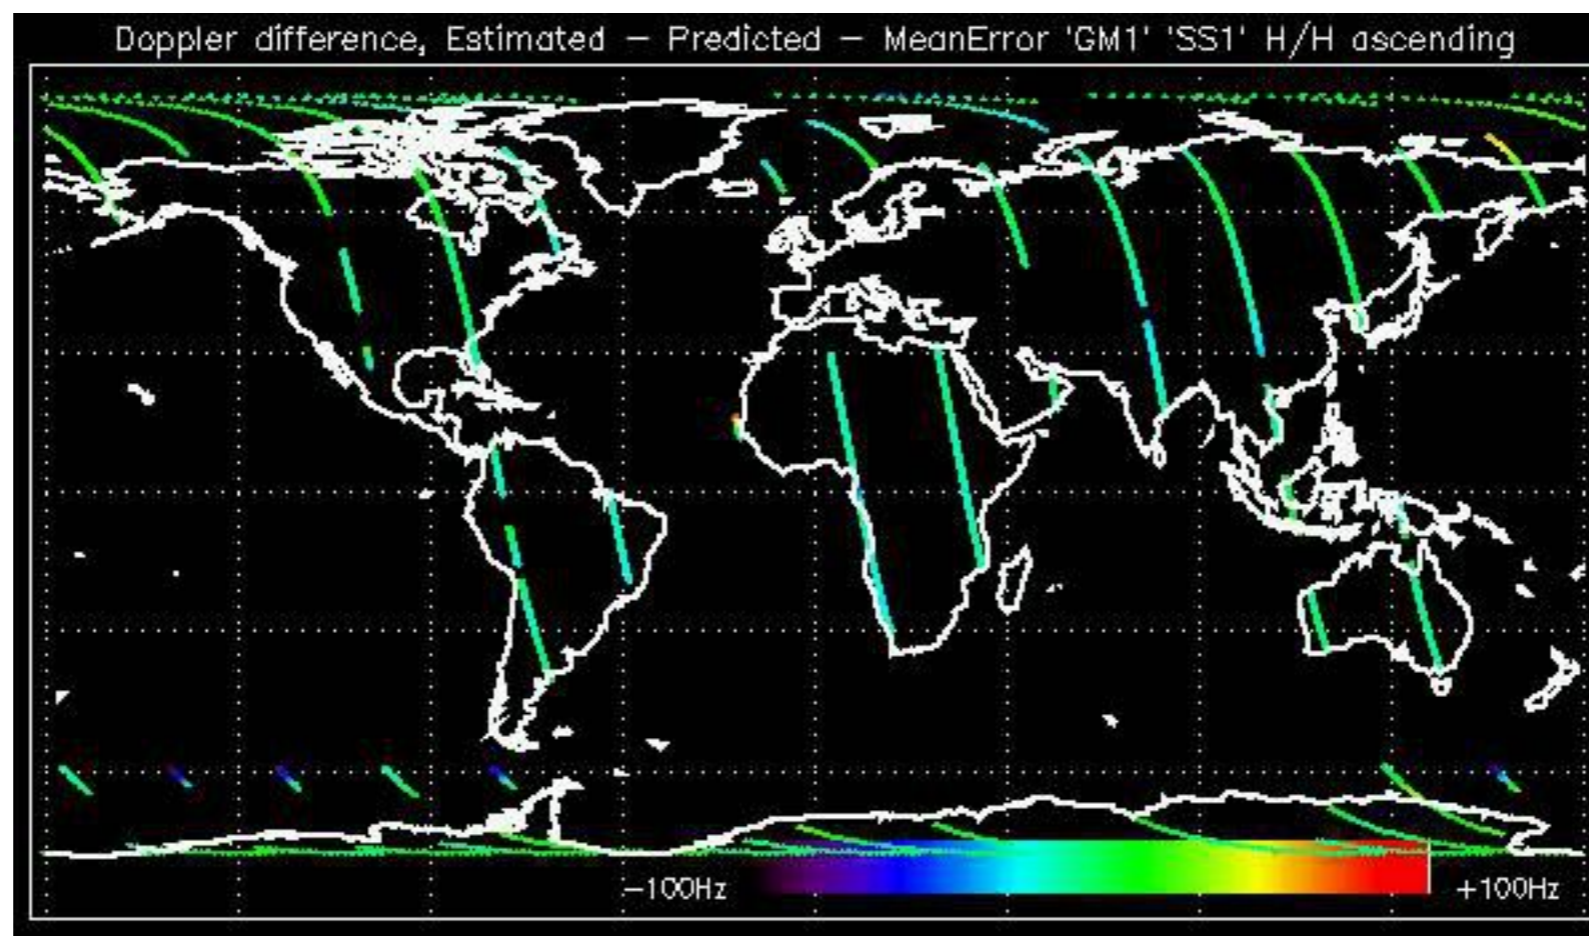 Doppler difference, Estimated – Predicted – MeanError 'GM1' 'SS1' H/H ascending
–100Hz
+100Hz